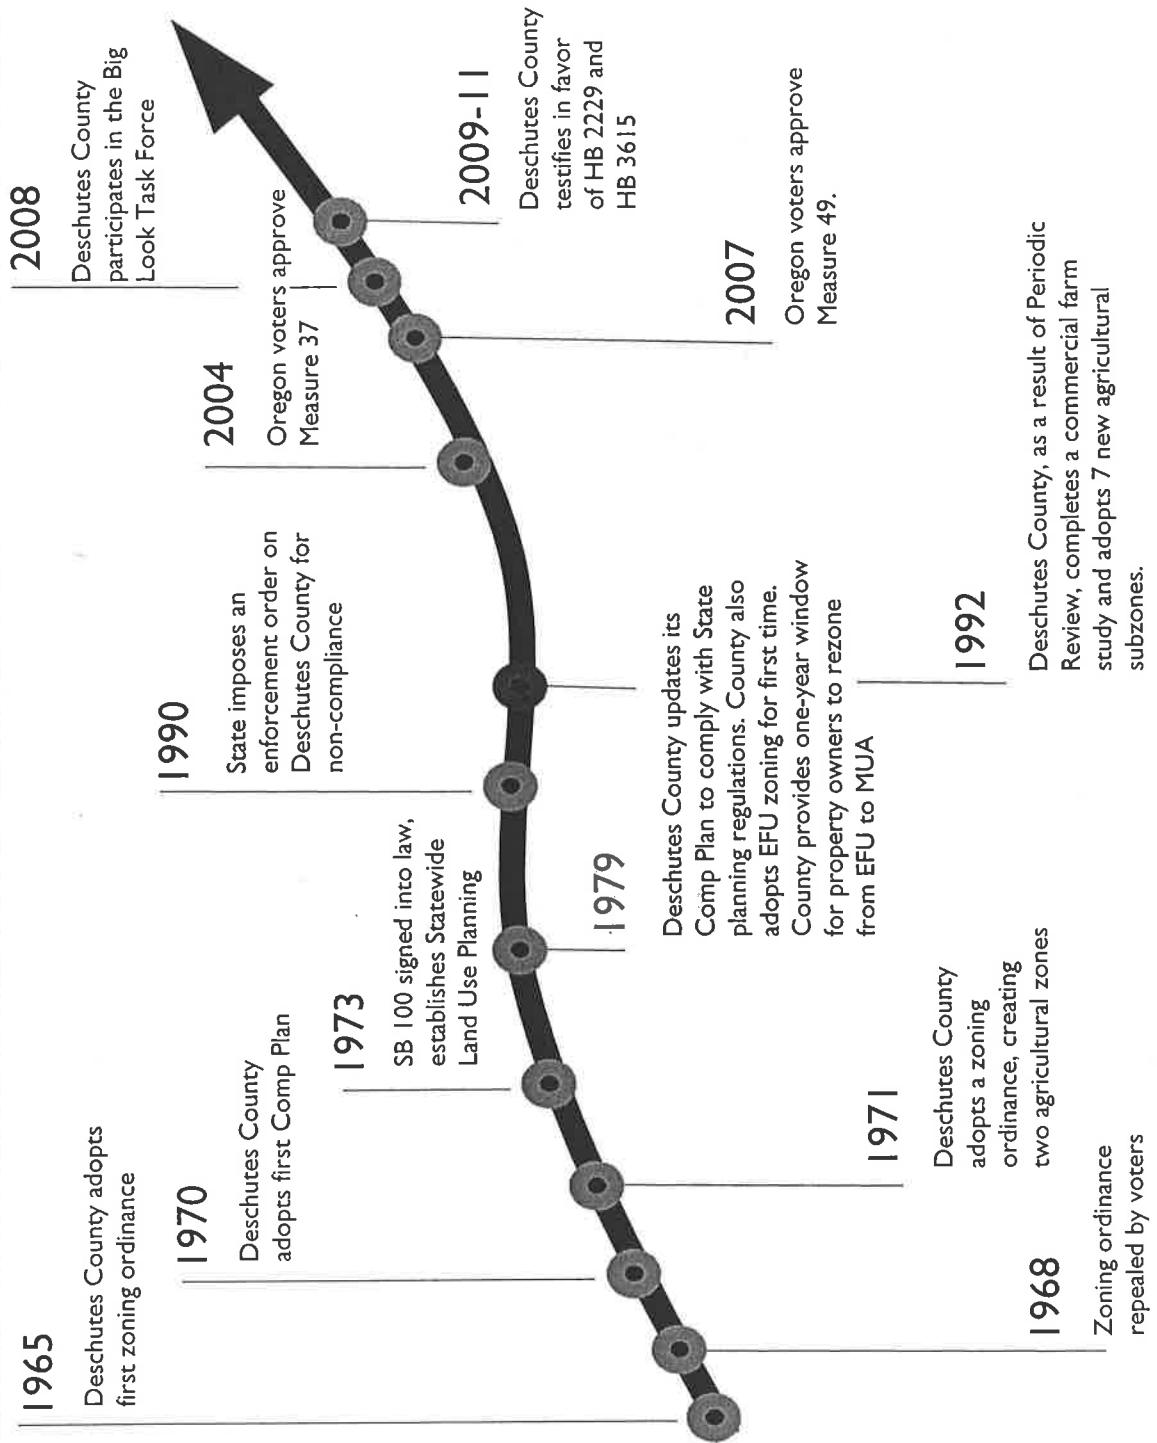 1965
Deschutes County adopts
first zoning ordinance
1968
Zoning ordinance
repealed by voters
1970
Deschutes County
adopts first Comp Plan
1971
Deschutes County
adopts a zoning
ordinance, creating
two agricultural zones
1973
SB 100 signed into law,
establishes Statewide
Land Use Planning
1979
Deschutes County updates its
Comp Plan to comply with State
planning regulations. County also
adopts EFU zoning for first time.
County provides one-year window
for property owners to rezone
from EFU to MUA
1990
State imposes an
enforcement order on
Deschutes County for
non-compliance
1992
Deschutes County, as a result of Periodic
Review, completes a commercial farm
study and adopts 7 new agricultural
subzones.
2004
Oregon voters approve
Measure 37
2007
Oregon voters approve
Measure 49.
2008
Deschutes County
participates in the Big
Look Task Force
2009-11
Deschutes County
testifies in favor
of HB 2229 and
HB 3615